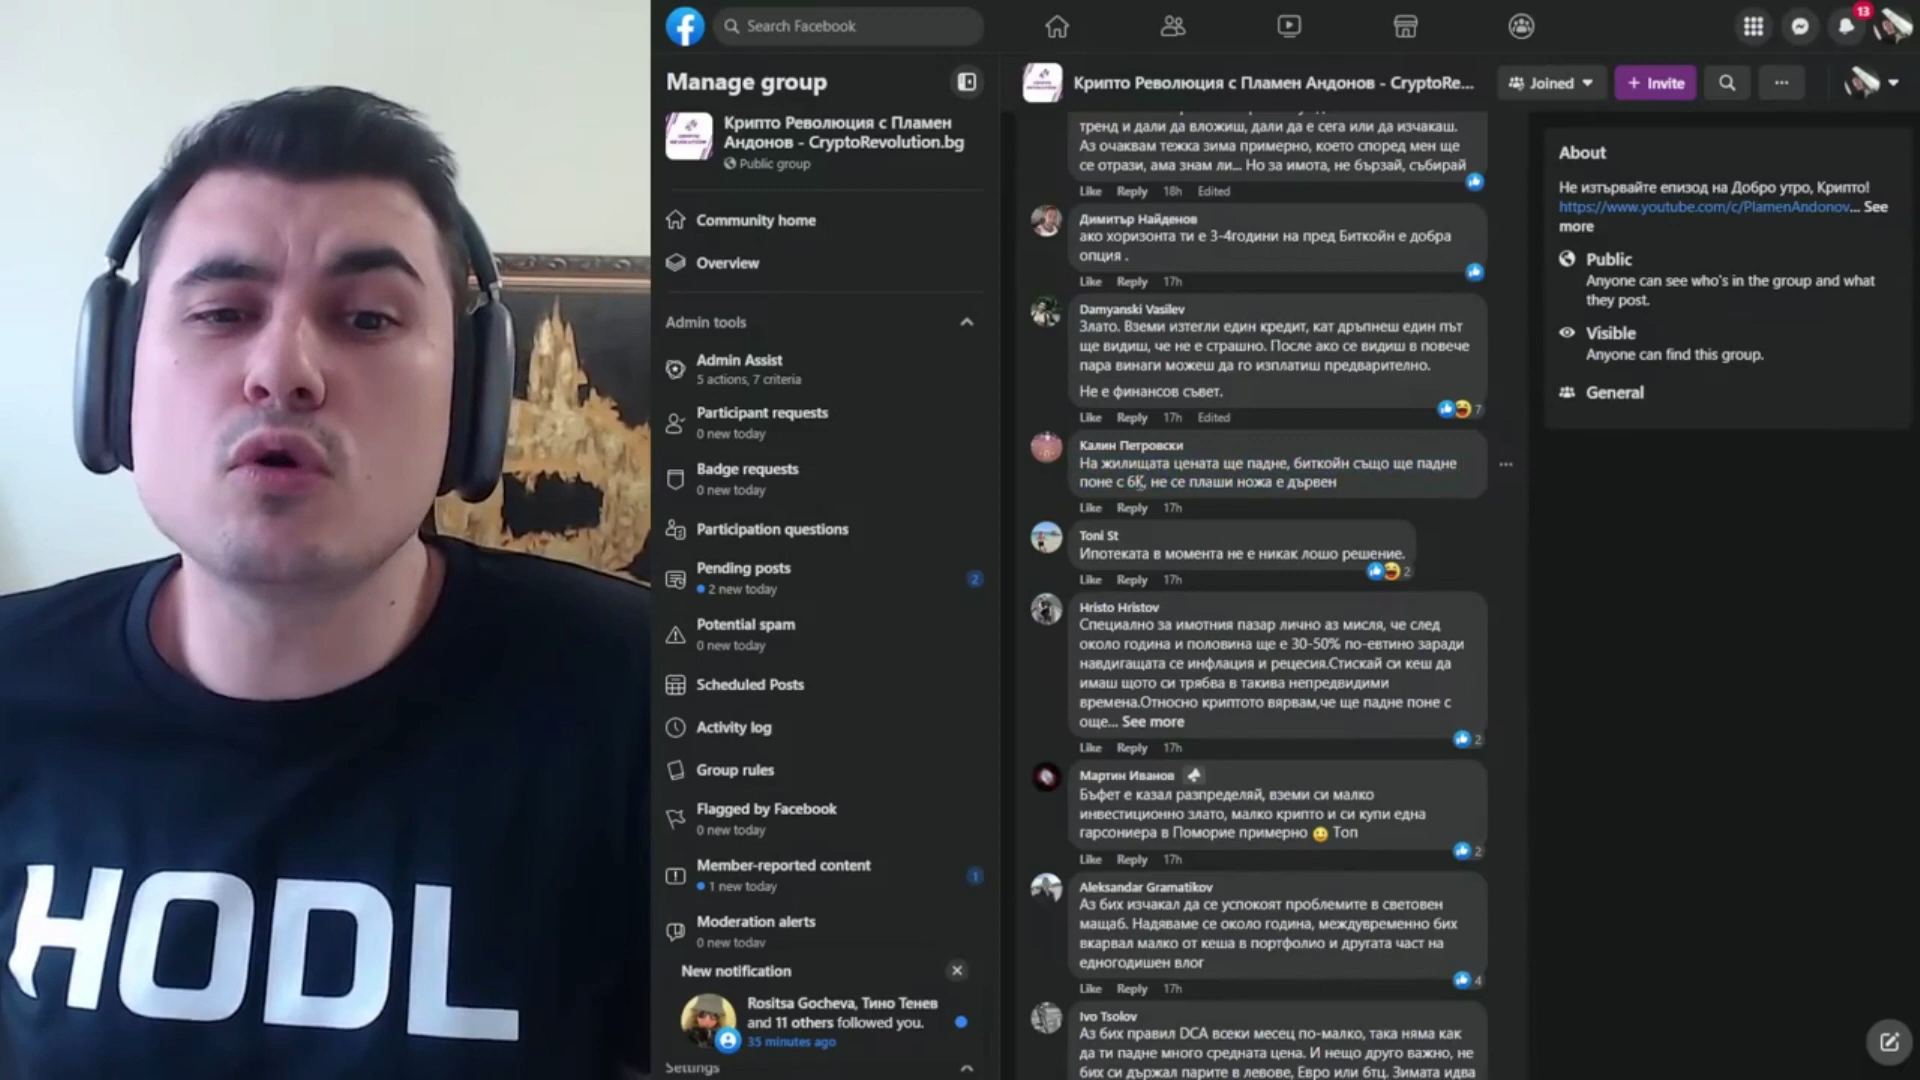 HODL
Search Facebook
13
Manage group
Крипто Революция с Пламен
Андонов - CryptoRevolution.bg
Public group
Community home
Overview
Admin tools
Admin Assist
5 actions, 7 criteria
Participant requests
0 new today
Badge requests
0 new today
Participation questions
Pending posts
2 new today
2
Potential spam
0 new today
Scheduled Posts
Activity log
Group rules
Flagged by Facebook
0 new today
Member-reported content
1 new today
1
Moderation alerts
0 new today
New notification
Rositsa Gocheva, Тино Тенев
and 11 others followed you.
35 minutes ago
Settings
Крипто Революция с Пламен Андонов - CryptoRe...
Joined
+ Invite
тренд и дали да вложиш, дали да е сега или да изчакаш.
Аз очаквам тежка зима примерно, което според мен ще
се отрази, ама знам ли... Но за имота, не бързай, събирай
Like Reply 18h Edited
Димитър Найденов
ако хоризонта ти е 3-4години на пред Биткойн е добра
опция .
Like Reply 17h
Damyanski Vasilev
Злато. Вземи изтегли един кредит, кат дръпнеш един път
ще видиш, че не е страшно. После ако се видиш в повече
пара винаги можеш да го изплатиш предварително.
Не е финансов съвет.
7
Like Reply 17h Edited
Калин Петровски
На жилищата цената ще падне, биткойн също ще падне
поне с 6К, не се плаши ножа е дървен
Like Reply 17h
Toni St
Ипотеката в момента не е никак лошо решение.
2
Like Reply 17h
Hristo Hristov
Специално за имотния пазар лично аз мисля, че след
около година и половина ще е 30-50% по-евтино заради
навдигащата се инфлация и рецесия.Стискай си кеш да
имаш щото си трябва в такива непредвидими
времена.Относно криптото вярвам,че ще падне поне с
още... See more
2
Like Reply 17h
Мартин Иванов
Бъфет е казал разпределяй, вземи си малко
инвестиционно злато, малко крипто и си купи една
гарсониера в Поморие примерно Топ
2
Like Reply 17h
Aleksandar Gramatikov
Аз бих изчакал да се успокоят проблемите в световен
мащаб. Надяваме се около година, междувременно бих
вкарвал малко от кеша в портфолио и другата част на
едногодишен влог
4
Like Reply 17h
Ivo Tsolov
Аз бих правил DCA всеки месец по-малко, така няма как
да ти падне много средната цена. И нещо друго важно, не
бих си държал парите в левове, Евро или бтц. Зимата идва
About
Не изтървайте епизод на Добро утро, Крипто!
https://www.youtube.com/c/PlamenAndonov... See
more
Public
Anyone can see who's in the group and what
they post.
Visible
Anyone can find this group.
General